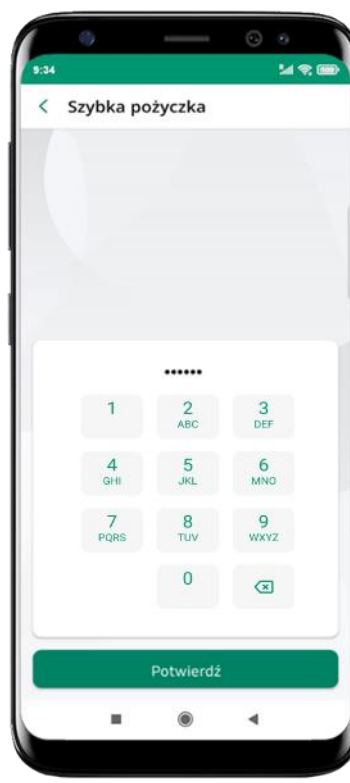 9:34
Szybka pożyczka
••••••
1 2 3
ABC DEF
4 5 6
GHI JKL MNO
7 8 9
PQRS TUV WXYZ
0
Potwierdź